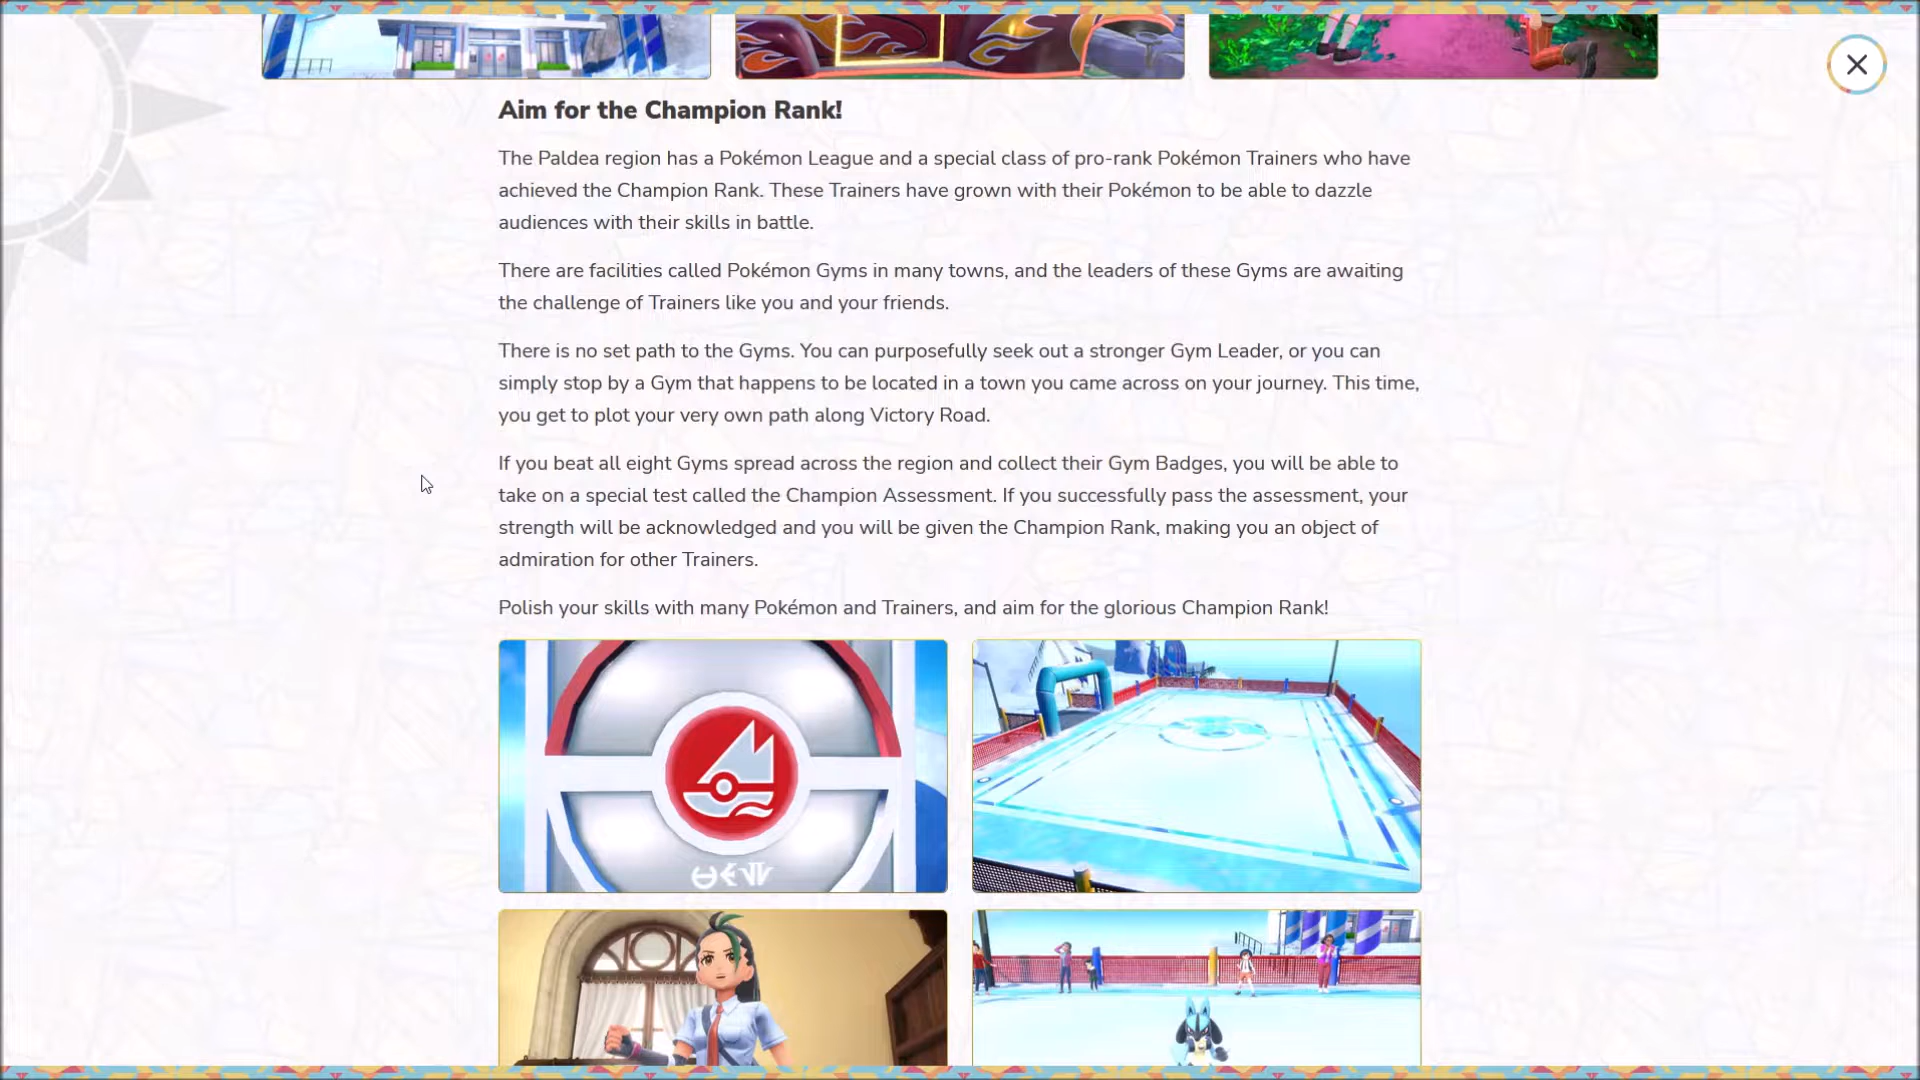 Aim for the Champion Rank!
The Paldea region has a Pokémon League and a special class of pro-rank Pokémon Trainers who have
achieved the Champion Rank. These Trainers have grown with their Pokémon to be able to dazzle
audiences with their skills in battle.
There are facilities called Pokémon Gyms in many towns, and the leaders of these Gyms are awaiting
the challenge of Trainers like you and your friends.
There is no set path to the Gyms. You can purposefully seek out a stronger Gym Leader, or you can
simply stop by a Gym that happens to be located in a town you came across on your journey. This time,
you get to plot your very own path along Victory Road.
If you beat all eight Gyms spread across the region and collect their Gym Badges, you will be able to
take on a special test called the Champion Assessment. If you successfully pass the assessment, your
strength will be acknowledged and you will be given the Champion Rank, making you an object of
admiration for other Trainers.
Polish your skills with many Pokémon and Trainers, and aim for the glorious Champion Rank!